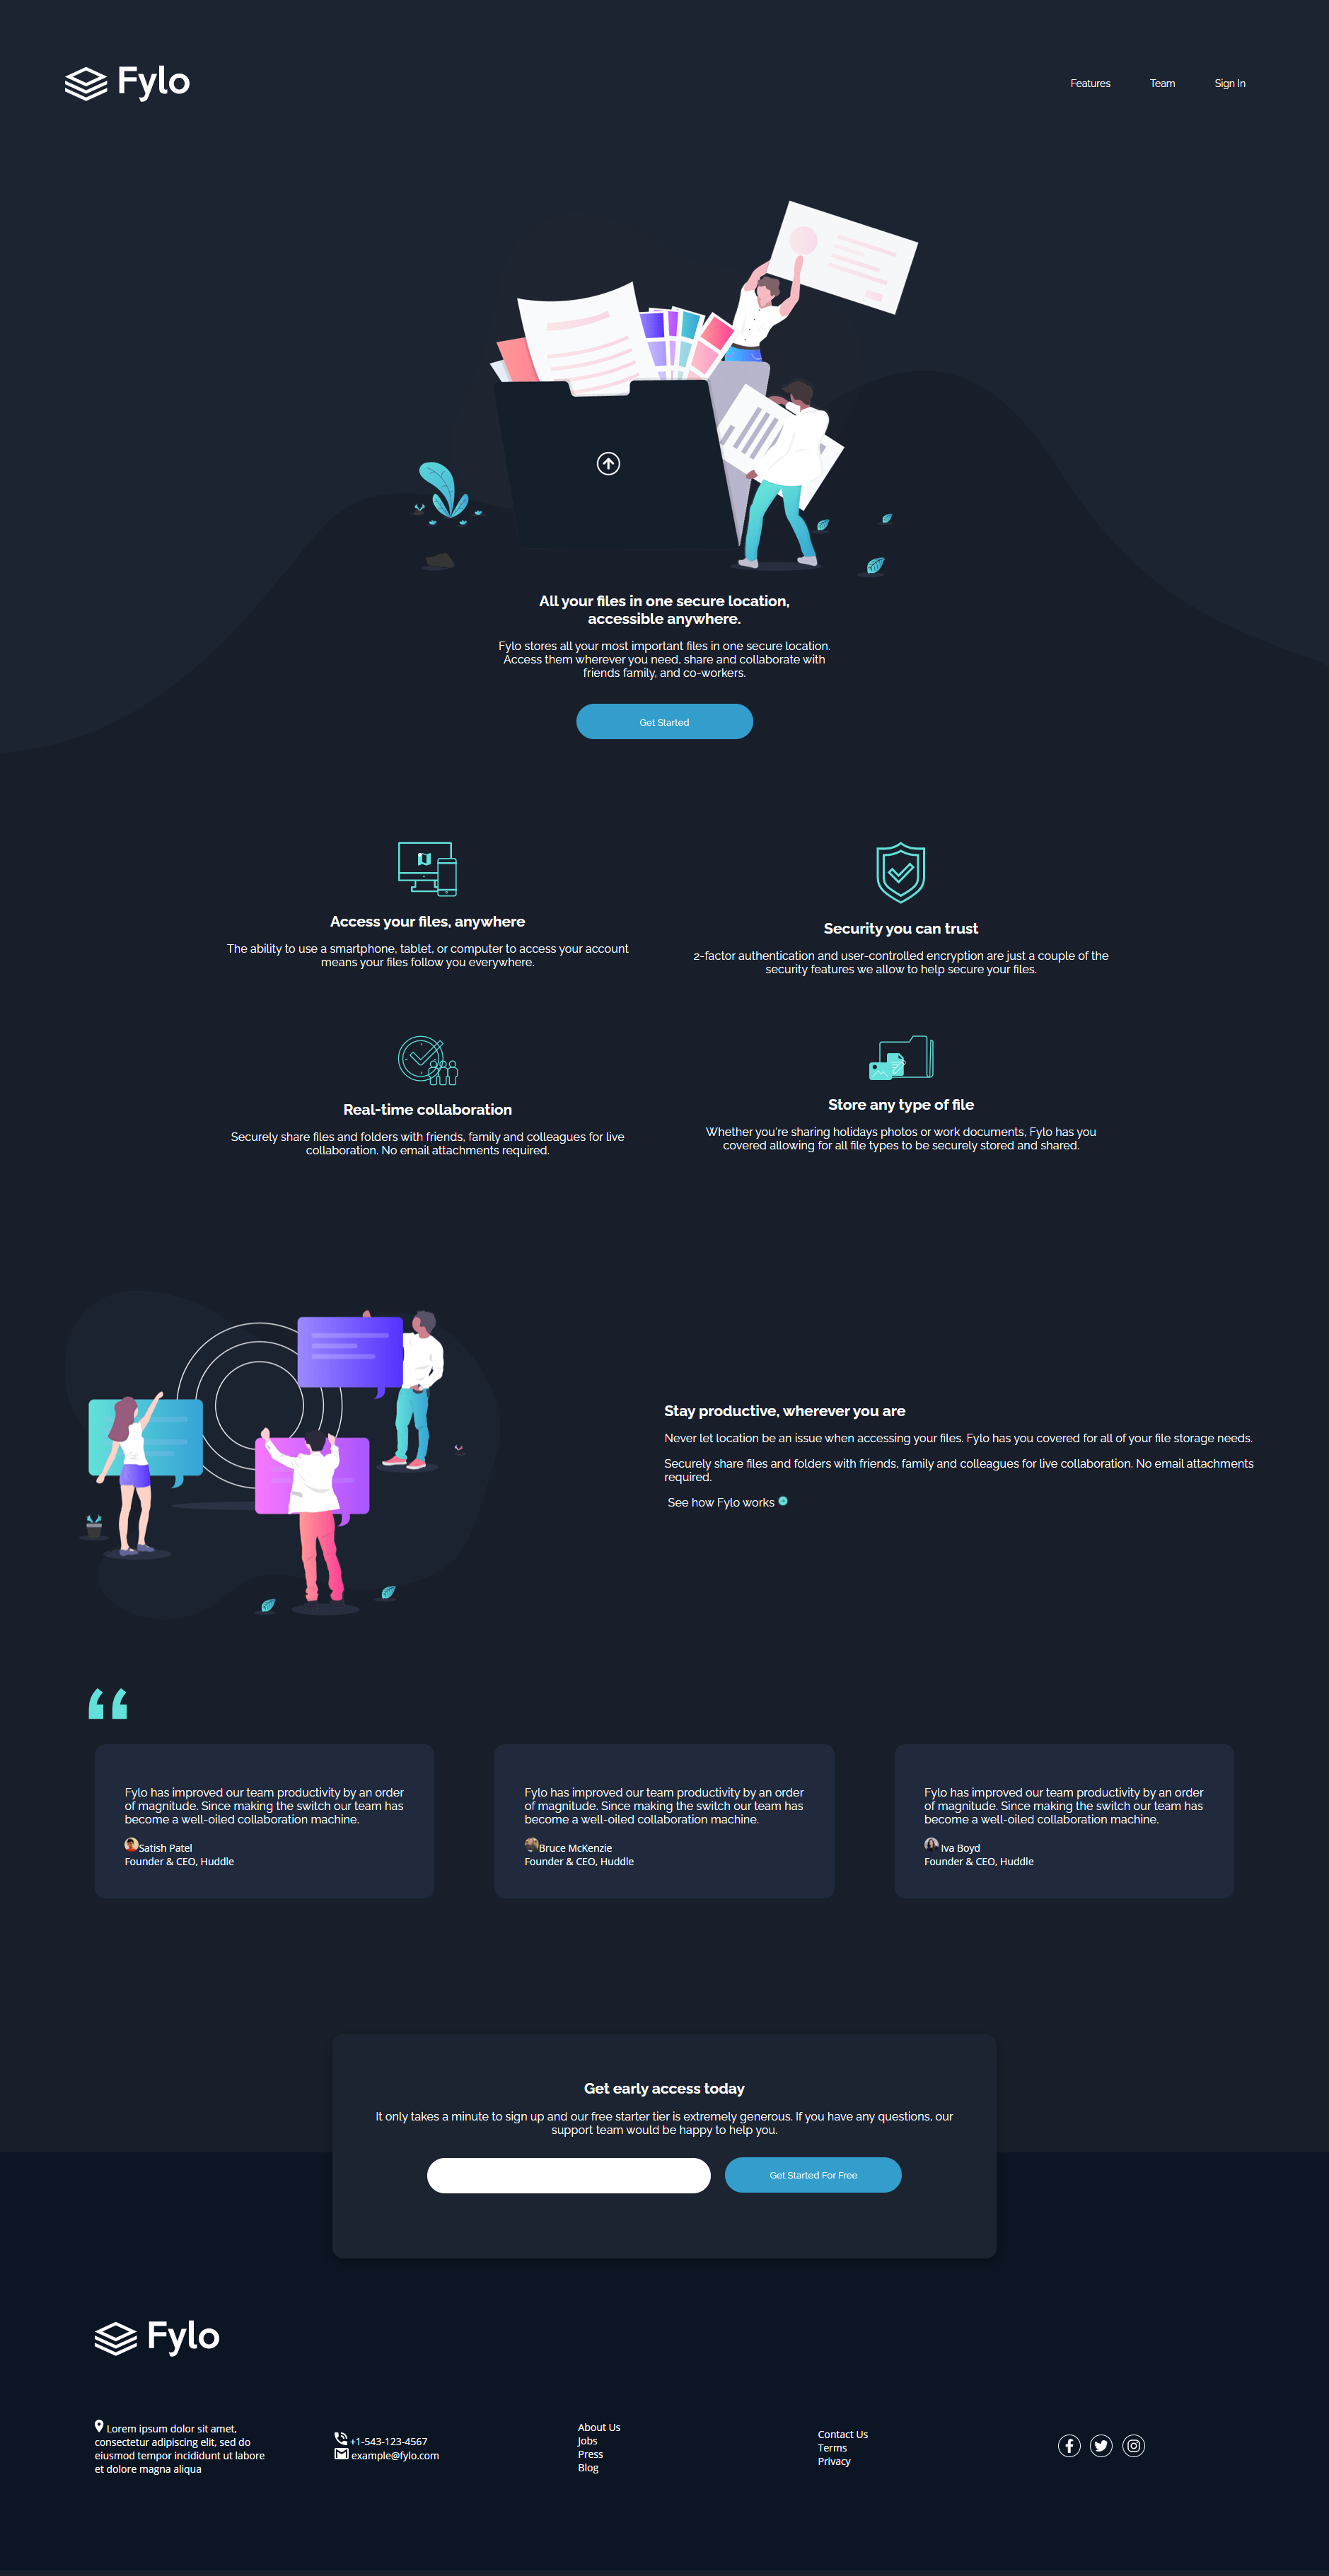 Fylo
Features
Team
Sign In
All your files in one secure location,
accessible anywhere.
Fylo stores all your most important files in one secure location.
Access them wherever you need, share and collaborate with
friends family, and co-workers.
Get Started
Access your files, anywhere
The ability to use a smartphone, tablet, or computer to access your account
means your files follow you everywhere.
Security you can trust
2-factor authentication and user-controlled encryption are just a couple of the
security features we allow to help secure your files.
Real-time collaboration
Securely share files and folders with friends, family and colleagues for live
collaboration. No email attachments required.
Store any type of file
Whether you're sharing holidays photos or work documents, Fylo has you
covered allowing for all file types to be securely stored and shared.
Stay productive, wherever you are
Never let location be an issue when accessing your files. Fylo has you covered for all of your file storage needs.
Securely share files and folders with friends, family and colleagues for live collaboration. No email attachments
required.
See how Fylo works
Fylo has improved our team productivity by an order
of magnitude. Since making the switch our team has
become a well-oiled collaboration machine.
Satish Patel
Founder & CEO, Huddle
Fylo has improved our team productivity by an order
of magnitude. Since making the switch our team has
become a well-oiled collaboration machine.
Bruce McKenzie
Founder & CEO, Huddle
Fylo has improved our team productivity by an order
of magnitude. Since making the switch our team has
become a well-oiled collaboration machine.
Iva Boyd
Founder & CEO, Huddle
Get early access today
It only takes a minute to sign up and our free starter tier is extremely generous. If you have any questions, our
support team would be happy to help you.
Get Started For Free
Fylo
Lorem ipsum dolor sit amet,
consectetur adipiscing elit, sed do
eiusmod tempor incididunt ut labore
et dolore magna aliqua
+1-543-123-4567
example@fylo.com
About Us
Jobs
Press
Blog
Contact Us
Terms
Privacy